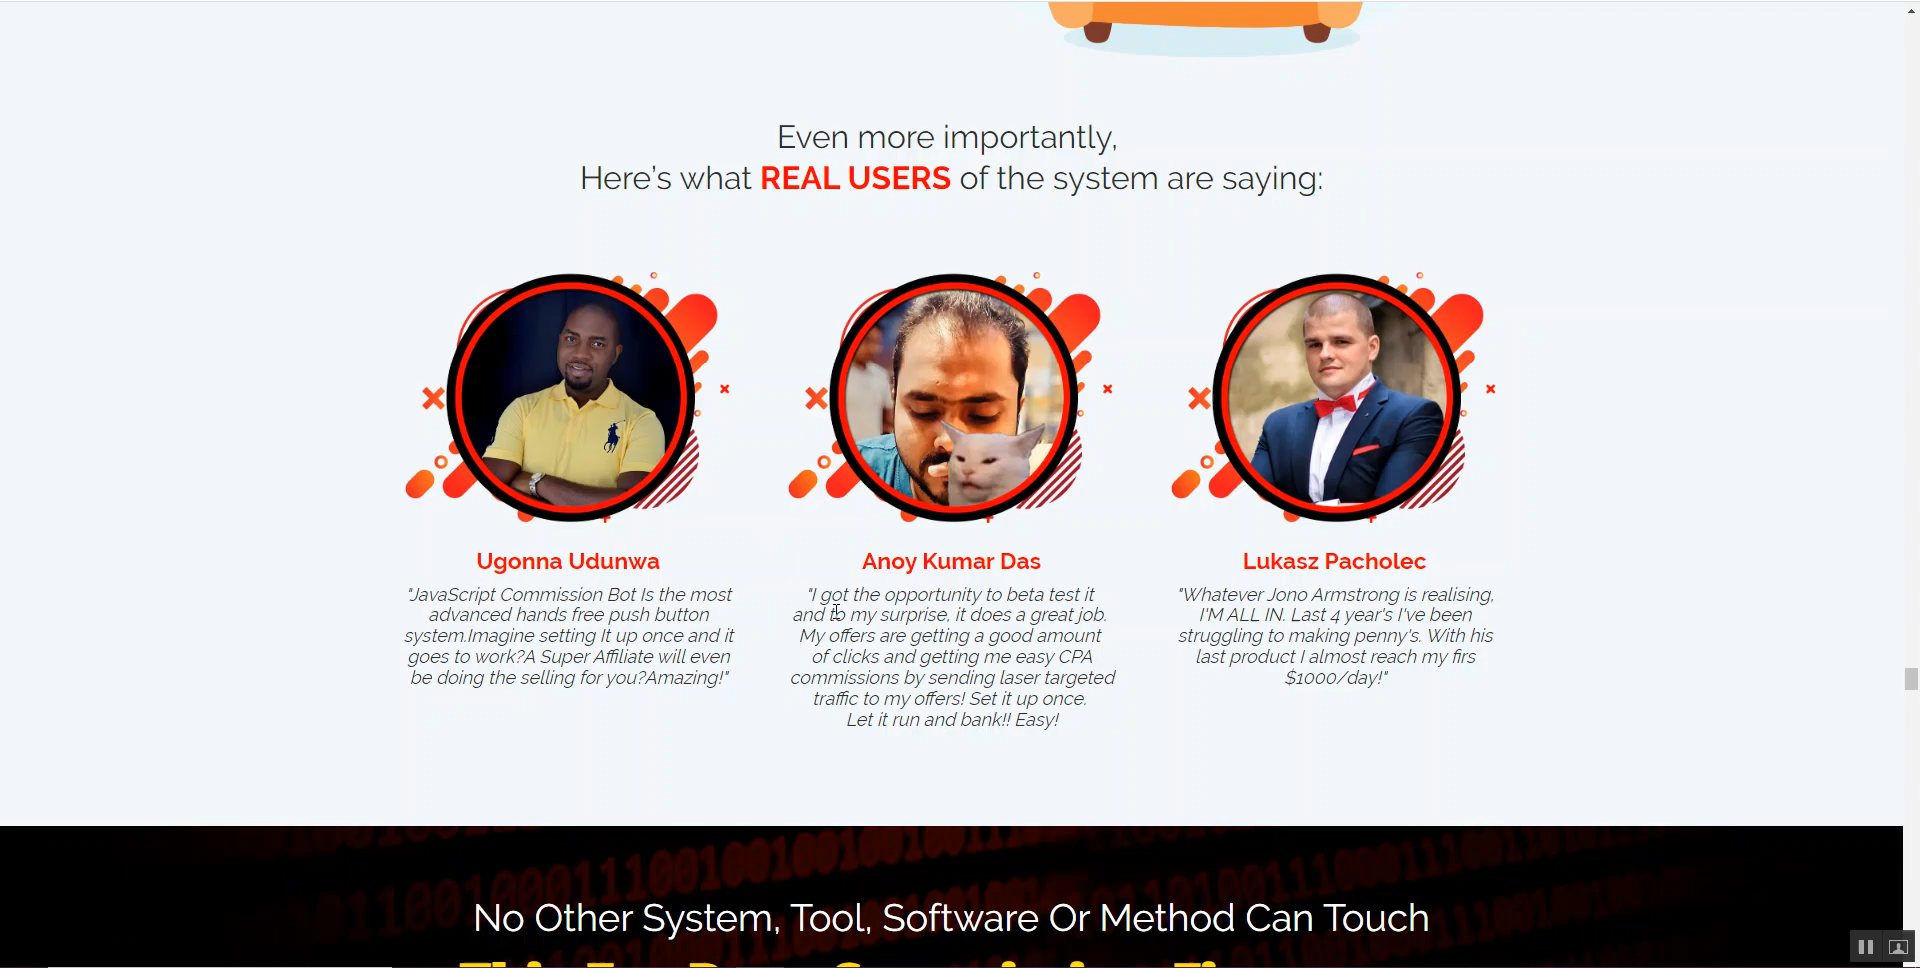 Even more importantly,
Here's what REAL USERS of the system are saying:
Ugonna Udunwa
"JavaScript Commission Bot Is the most
advanced hands free push button
system.Imagine setting It up once and it
goes to work?A Super Affiliate will even
be doing the selling for you?Amazing!"
Anoy Kumar Das
"I got the opportunity to beta test it
and to my surprise, it does a great job.
My offers are getting a good amount
of clicks and getting me easy CPA
commissions by sending laser targeted
traffic to my offers! Set it up once.
Let it run and bank!! Easy!
Lukasz Pacholec
"Whatever Jono Armstrong is realising,
I'M ALL IN. Last 4 year's I've been
struggling to making penny's. With his
last product I almost reach my firs
$1000/day!"
No Other System, Tool, Software Or Method Can Touch